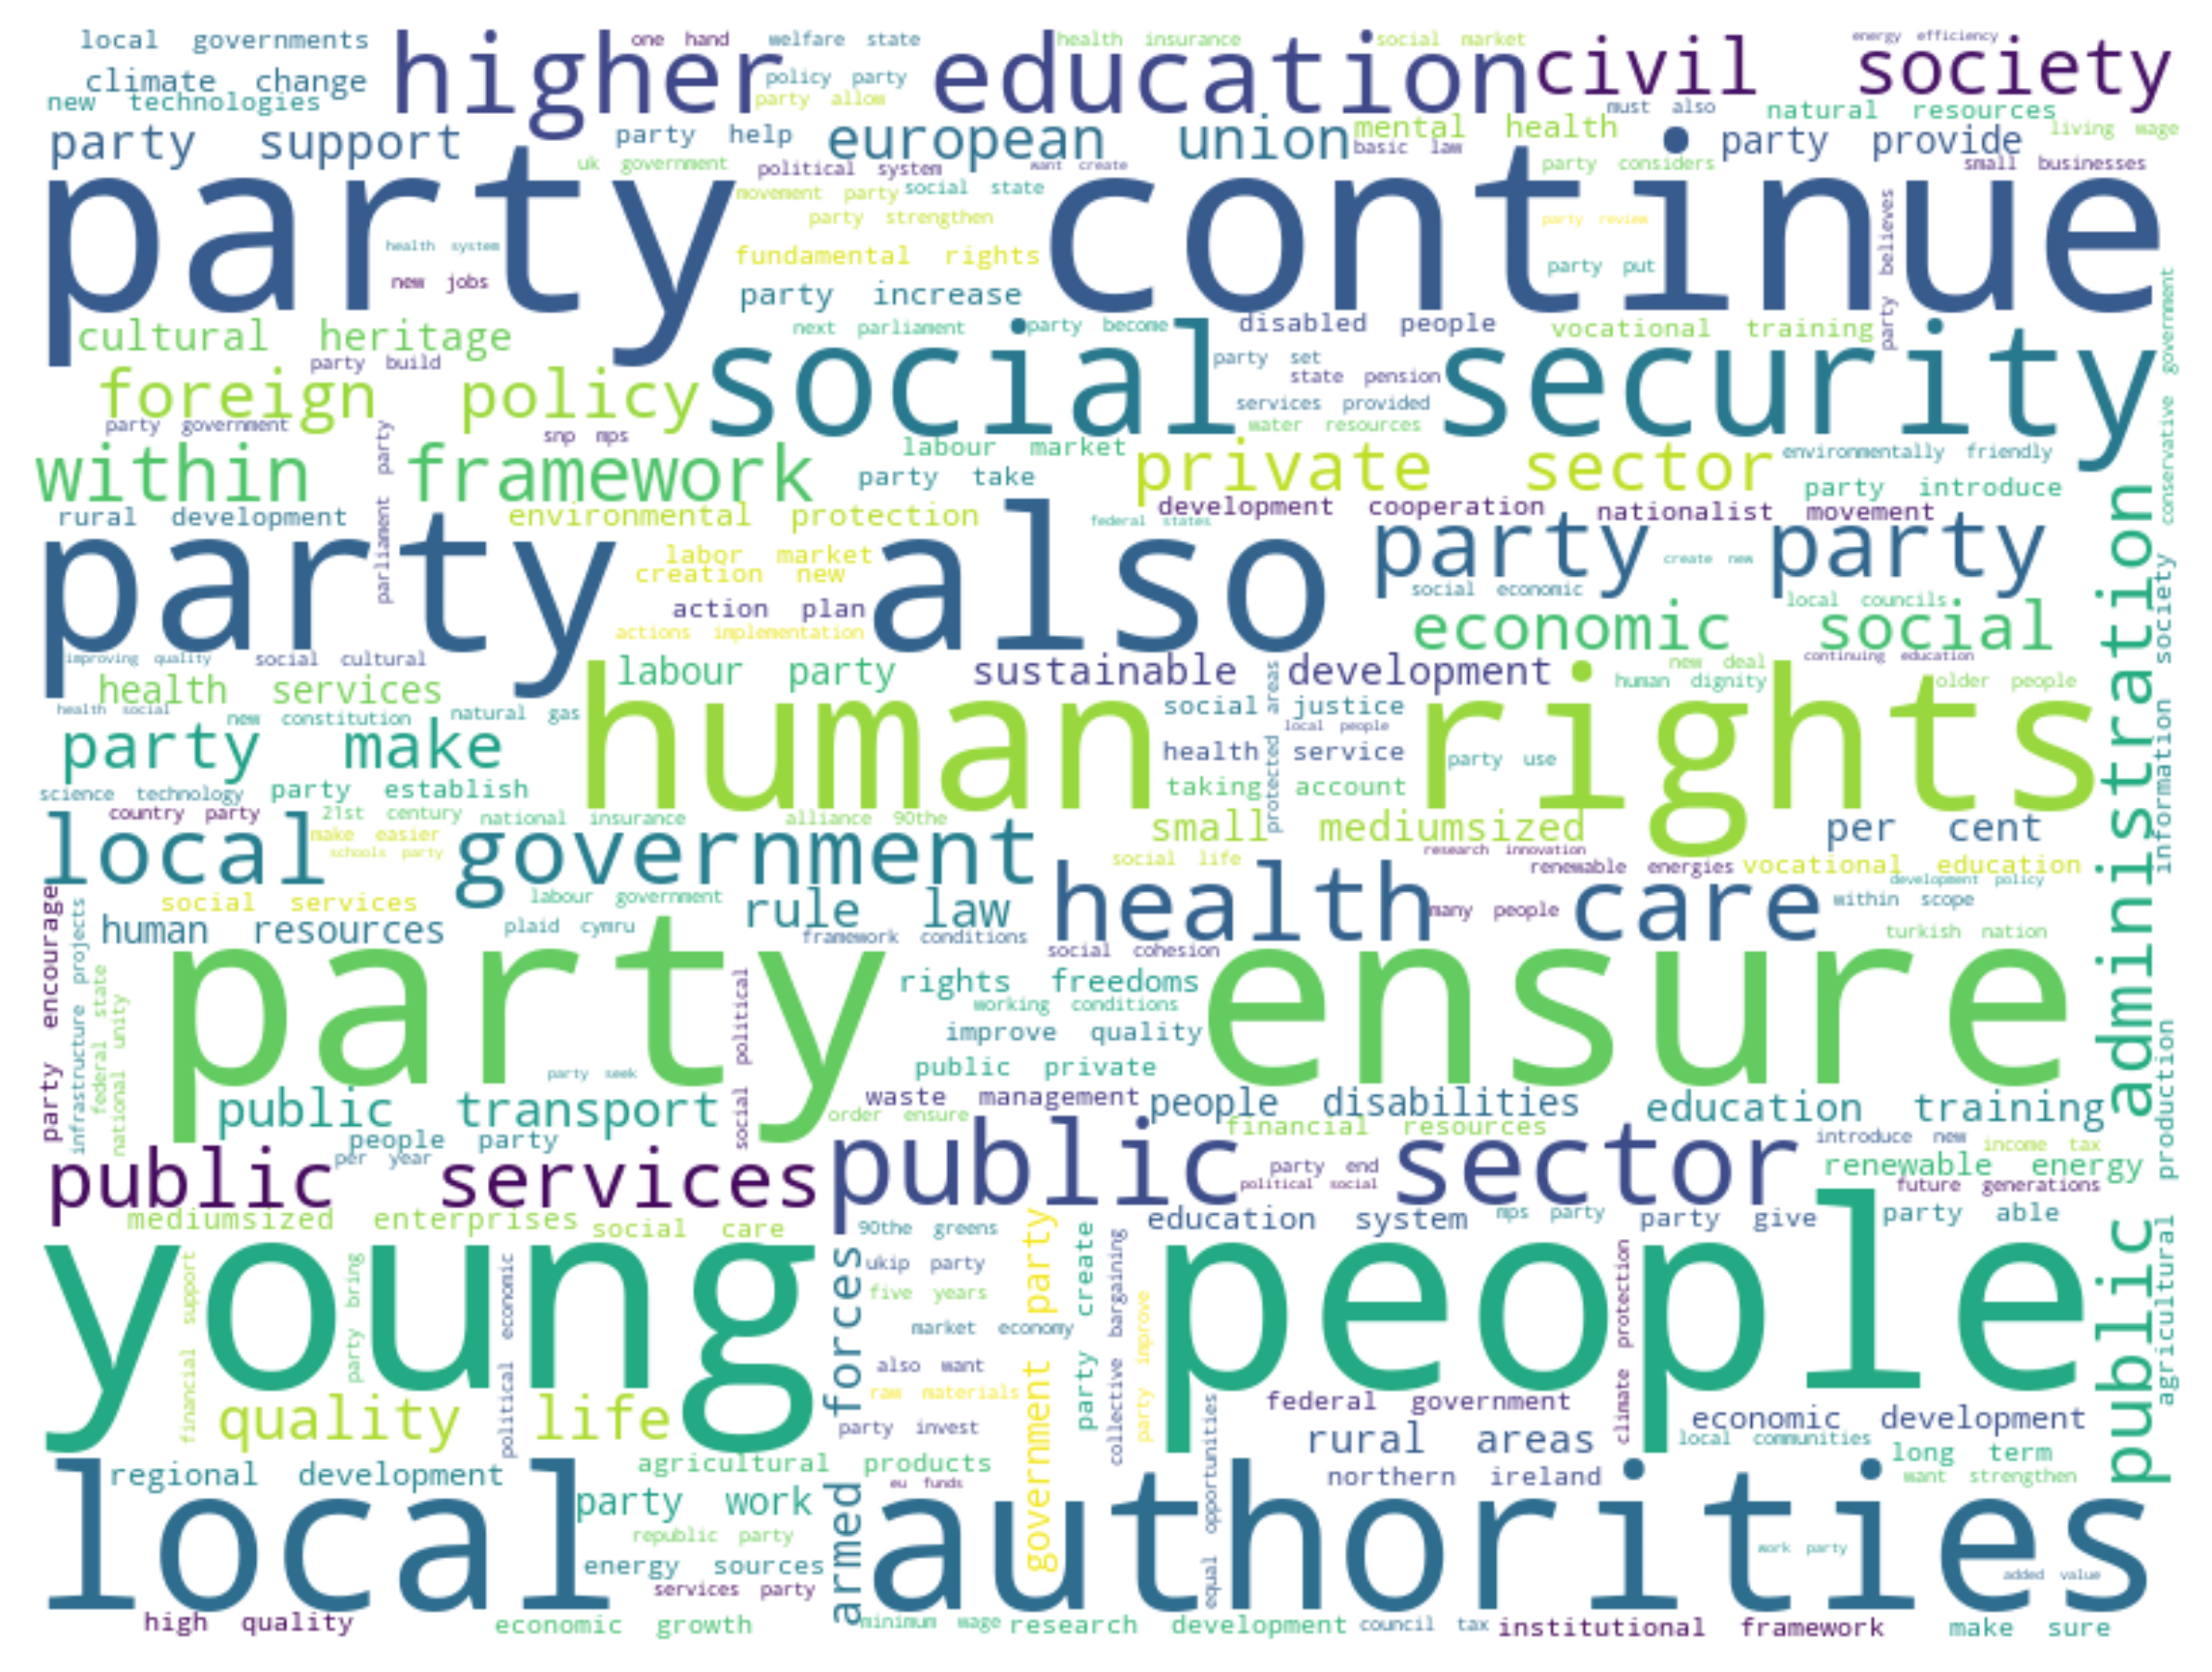 local governments
one hand
welfare state
health insurance
social market
energy efficiency
climate change
higher education
civil society
policy party
new technologies
party allow
must also
natural resources
party support
party help
european union
mental health
party provide
living wage
basic law
uk government
political system
want create
party considers
small businesses
party continue
movement party
social state
party strengthen
party review
party believes
health system
fundamental rights
party put
new jobs
party increase
conservative government
cultural heritage
next parliament
party become
disabled people
vocational training
party build
social security
party set
state pension
foreign policy
services provided
party government
parliament party
snp mps
water resources
labour market
within framework
private sector
environmentally friendly
party take
party introduce
rural development
environmental protection
development cooperation
nationalist movement
federal states
public administration
party also
party party
labor market
create new
creation new
social economic
action plan
local councils
information society
actions implementation
economic social
improving quality
social cultural
labour party
sustainable development
new deal
continuing education
health services
human rights
human dignity
older people
protected areas
health social
new constitution
natural gas
social justice
local people
party make
health service
party use
science technology
party establish
taking account
country party
21st century
national insurance
alliance 90the
small mediumsized
per cent
make easier
local government
schools party
research innovation
social life
renewable energies
vocational education
health care
development policy
party encourage
infrastructure projects
social services
labour government
rule law
many people
within scope
human resources
plaid cymru
framework conditions
turkish nation
social cohesion
party ensure
federal state
national unity
social political
rights freedoms
working conditions
improve quality
agricultural production
public private
party seek
waste management
people disabilities
education training
public transport
order ensure
financial resources
people party
public sector
introduce new
income tax
per year
public services
party end
renewable energy
political social
future generations
mediumsized enterprises
social care
90the greens
education system
mps party
party give
party able
young people
armed forces
government party
party create
collective bargaining
climate protection
financial support
party bring
political economic
ukip party
five years
party improve
market economy
also want
raw materials
equal opportunities
federal government
quality life
party invest
rural areas
economic development
local communities
long term
regional development
agricultural products
northern ireland
want strengthen
eu funds
local authorities
party work
republic party
work party
energy sources
services party
added value
high quality
economic growth
minimum wage
research development
council tax
institutional framework
make sure